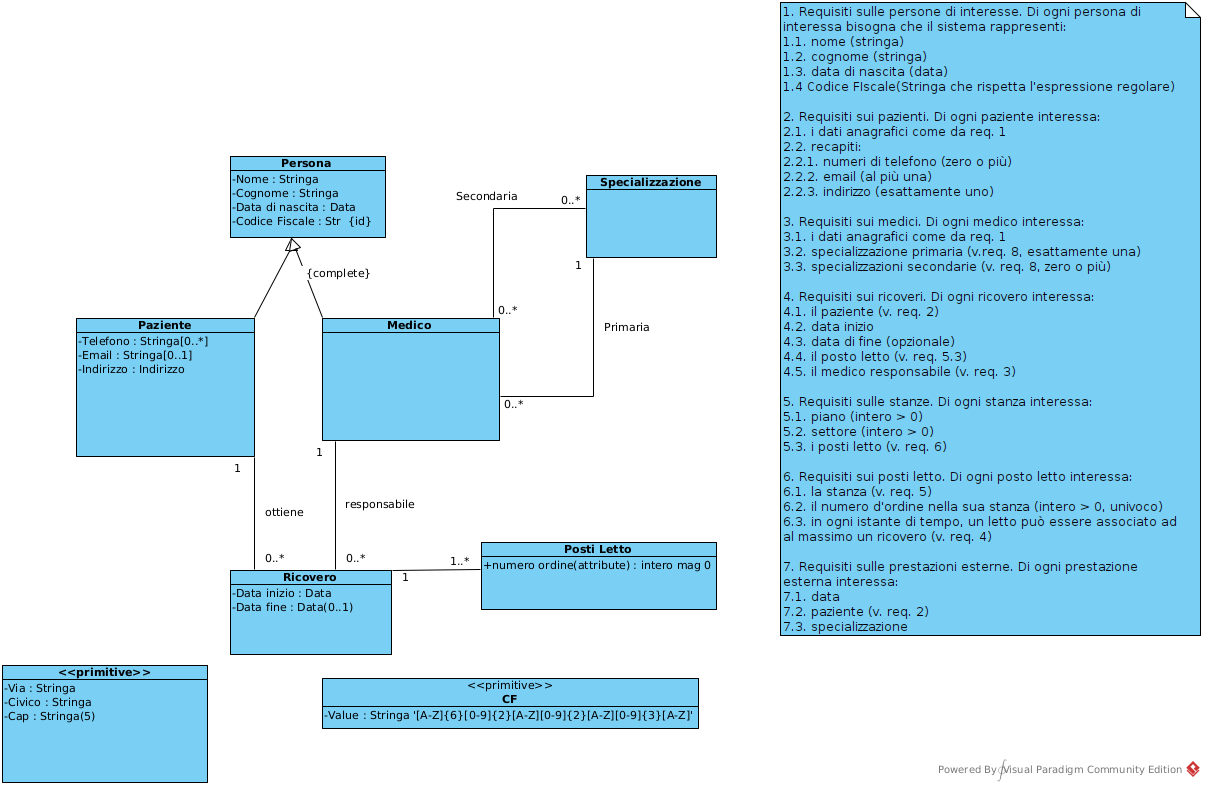 Persona
-Nome : Stringa
-Cognome : Stringa
-Data di nascita : Data
-Codice Fiscale : Str {id}
{complete}
Secondaria
0..*
Specializzazione
1
0..*
Primaria
0..*
Paziente
-Telefono : Stringa[0..*]
-Email : Stringa[0..1]
-Indirizzo : Indirizzo
Medico
1
ottiene
0..*
1
responsabile
0..*
Ricovero
-Data inizio : Data
-Data fine : Data(0..1)
1
1..*
Posti Letto
+numero ordine(attribute) : intero mag 0
<<primitive>>
-Via : Stringa
-Civico : Stringa
-Cap : Stringa(5)
<<primitive>>
CF
-Value : Stringa '[A-Z]{6}[0-9]{2}[A-Z][0-9]{2}[A-Z][0-9]{3}[A-Z]'
1. Requisiti sulle persone di interesse. Di ogni persona di
interessa bisogna che il sistema rappresenti:
1.1. nome (stringa)
1.2. cognome (stringa)
1.3. data di nascita (data)
1.4 Codice FIscale(Stringa che rispetta l'espressione regolare)
2. Requisiti sui pazienti. Di ogni paziente interessa:
2.1. i dati anagrafici come da req. 1
2.2. recapiti:
2.2.1. numeri di telefono (zero o più)
2.2.2. email (al più una)
2.2.3. indirizzo (esattamente uno)
3. Requisiti sui medici. Di ogni medico interessa:
3.1. i dati anagrafici come da req. 1
3.2. specializzazione primaria (v.req. 8, esattamente una)
3.3. specializzazioni secondarie (v. req. 8, zero o più)
4. Requisiti sui ricoveri. Di ogni ricovero interessa:
4.1. il paziente (v. req. 2)
4.2. data inizio
4.3. data di fine (opzionale)
4.4. il posto letto (v. req. 5.3)
4.5. il medico responsabile (v. req. 3)
5. Requisiti sulle stanze. Di ogni stanza interessa:
5.1. piano (intero > 0)
5.2. settore (intero > 0)
5.3. i posti letto (v. req. 6)
6. Requisiti sui posti letto. Di ogni posto letto interessa:
6.1. la stanza (v. req. 5)
6.2. il numero d'ordine nella sua stanza (intero > 0, univoco)
6.3. in ogni istante di tempo, un letto può essere associato ad
al massimo un ricovero (v. req. 4)
7. Requisiti sulle prestazioni esterne. Di ogni prestazione
esterna interessa:
7.1. data
7.2. paziente (v. req. 2)
7.3. specializzazione
Powered By Visual Paradigm Community Edition